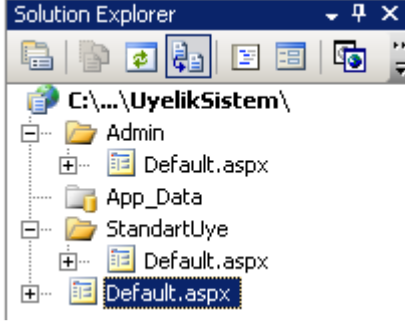 Solution Explorer
C:\...\UyelikSistem\
Admin
Default.aspx
App_Data
StandartUye
Default.aspx
Default.aspx